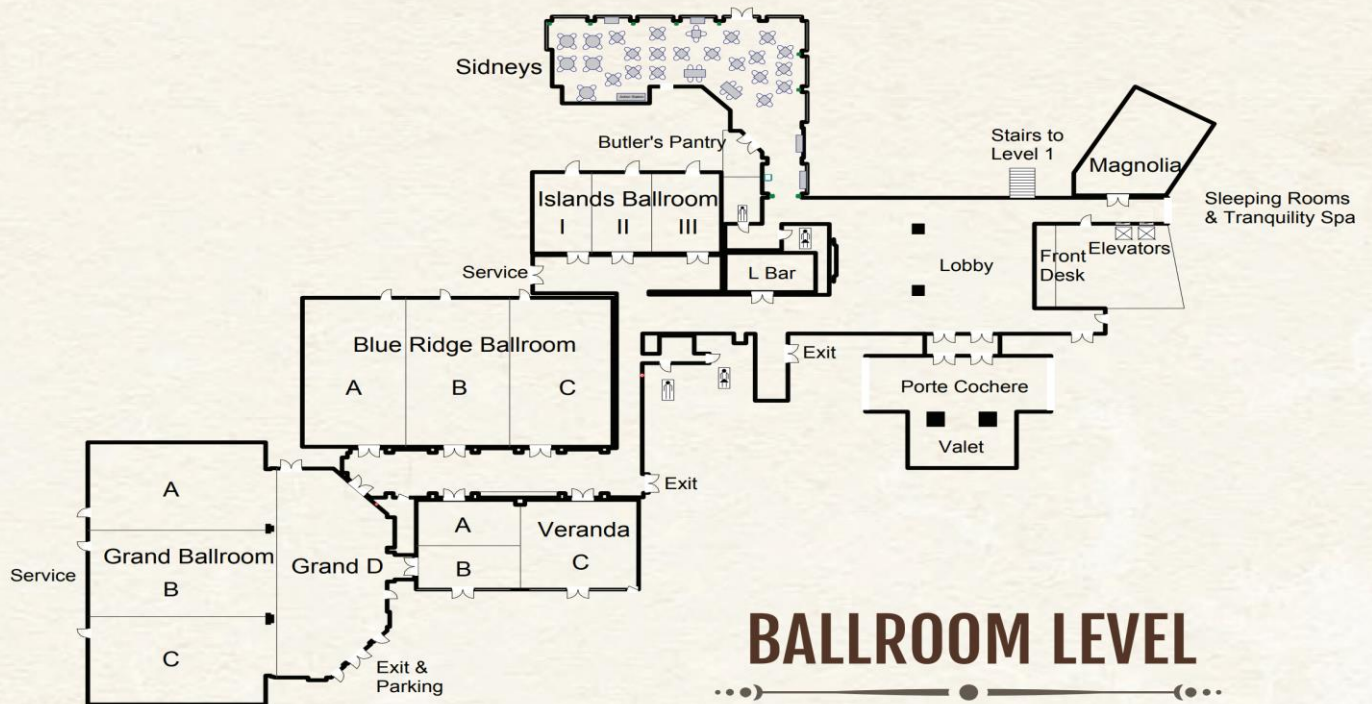 Sidneys
Butler's Pantry
Stairs to
Level 1
Magnolia
Islands Ballroom
I
II
III
Sleeping Rooms
& Tranquility Spa
Service
L Bar
Lobby
Front
Desk
Elevators
Blue Ridge Ballroom
A
B
C
Exit
Porte Cochere
Valet
A
Grand Ballroom
B
C
Service
Grand D
Exit
A
B
Veranda
C
Exit &
Parking
BALLROOM LEVEL